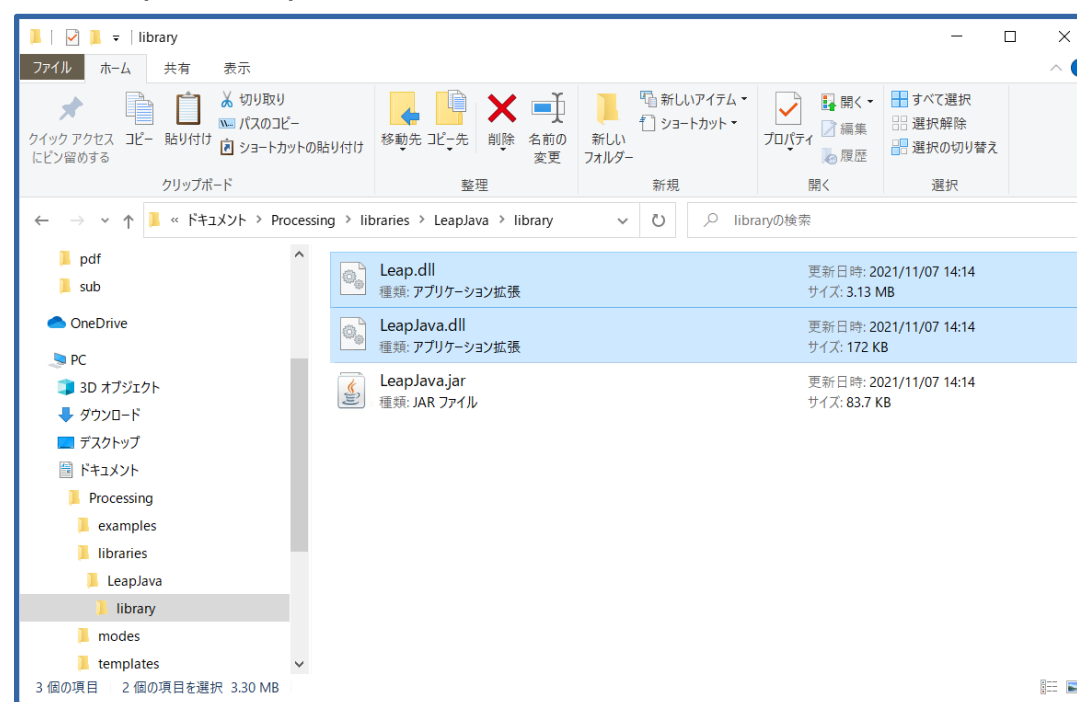 library
ファイル ホーム 共有 表示
クイック アクセス
にピン留めする
コピー
貼り付け
切り取り
パスのコピー
ショートカットの貼り付け
クリップボード
移動先
コピー先
削除
名前の
変更
整理
新しい
フォルダー
新しいアイテム
ショートカット
新規
プロパティ
開く
編集
履歴
開く
すべて選択
選択解除
選択の切り替え
選択
« ドキュメント > Processing > libraries > LeapJava > library
libraryの検索
pdf
sub
OneDrive
PC
3D オブジェクト
ダウンロード
デスクトップ
ドキュメント
Processing
examples
libraries
LeapJava
library
modes
templates
Leap.dll
種類: アプリケーション拡張
更新日時: 2021/11/07 14:14
サイズ: 3.13 MB
LeapJava.dll
種類: アプリケーション拡張
更新日時: 2021/11/07 14:14
サイズ: 172 KB
LeapJava.jar
種類: JAR ファイル
更新日時: 2021/11/07 14:14
サイズ: 83.7 KB
3 個の項目 2 個の項目を選択 3.30 MB